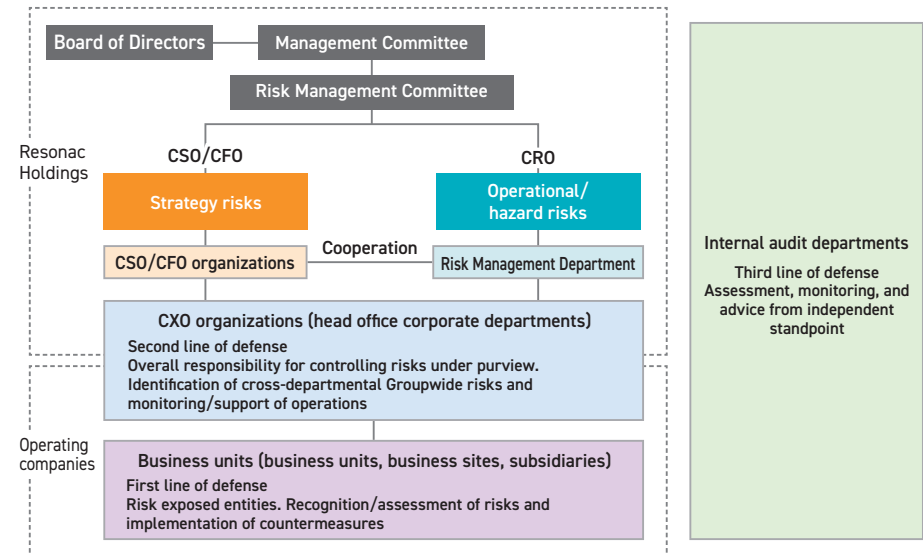 Board of Directors
Management Committee
Risk Management Committee
Resonac
Holdings
CSO/CFO
CRO
Strategy risks
Operational/
hazard risks
Cooperation
CSO/CFO organizations
Risk Management Department
CXO organizations (head office corporate departments)
Second line of defense
Overall responsibility for controlling risks under purview.
Identification of cross-departmental Groupwide risks and
monitoring/support of operations
Operating
companies
Business units (business units, business sites, subsidiaries)
First line of defense
Risk exposed entities. Recognition/assessment of risks and
implementation of countermeasures
Internal audit departments
Third line of defense
Assessment, monitoring, and
advice from independent
standpoint